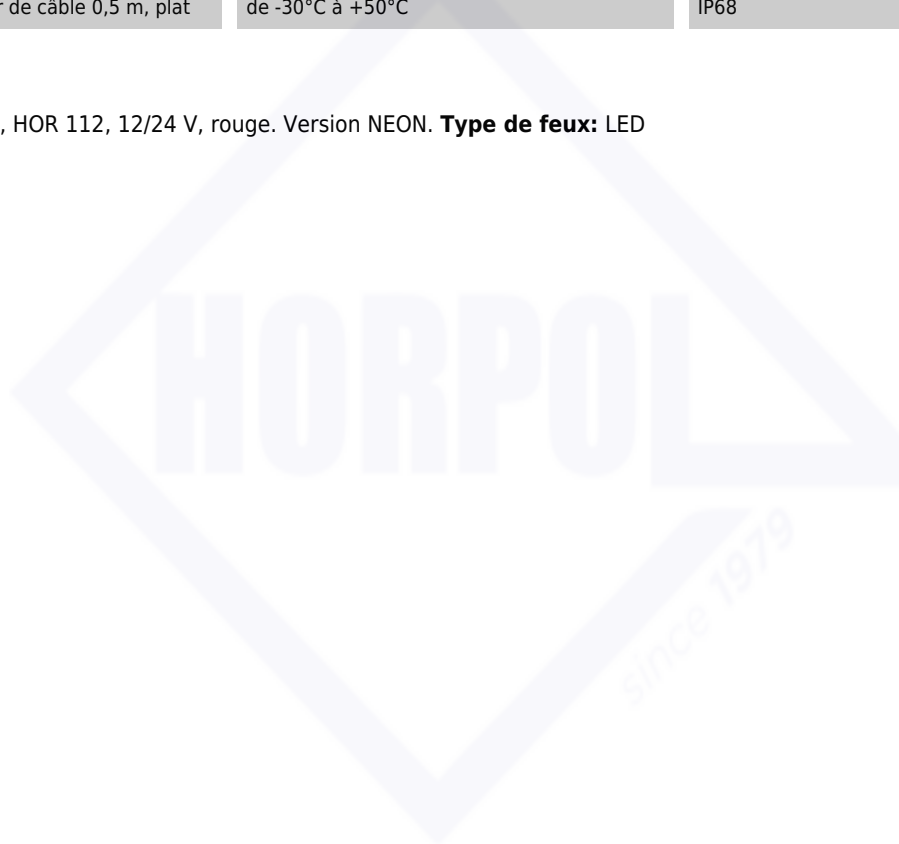 de câble 0,5 m, plat de -30°C à +50°C IP68
, HOR 112, 12/24 V, rouge. Version NEON. Type de feux: LED
HORPOL
since 1979